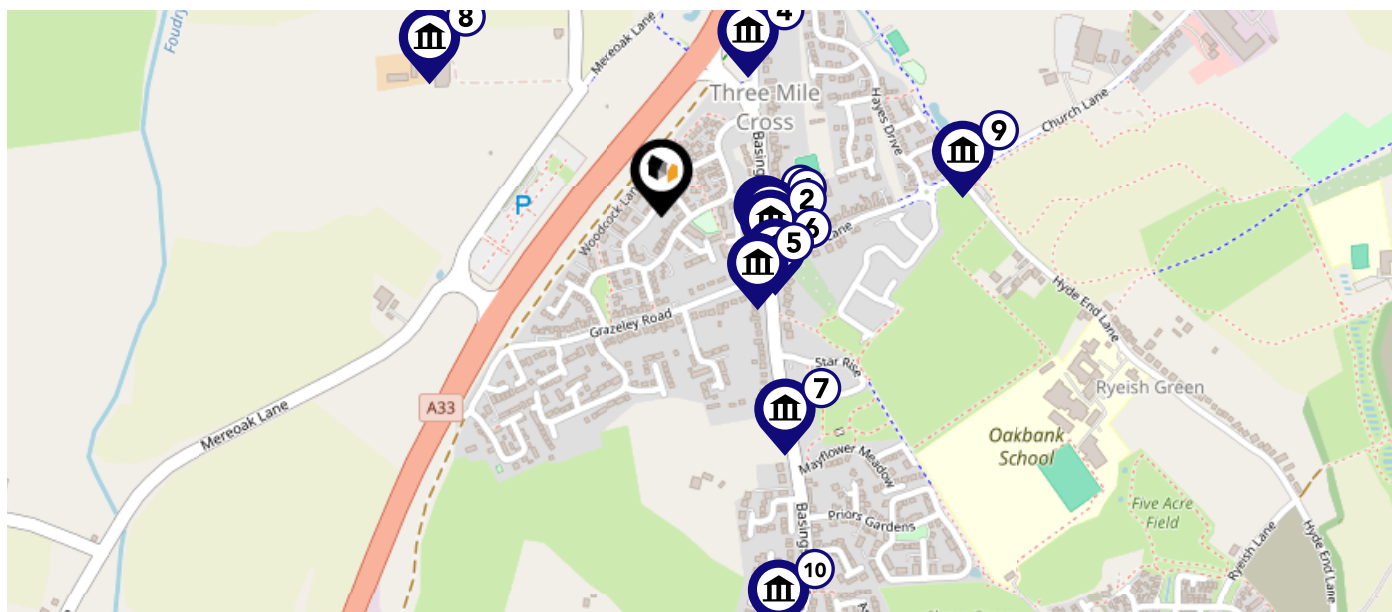 8
4
Foudry
Mereoak Lane
Three Mile
Cross
Basing
Hayes Drive
Church Lane
9
P
Woodcock Lan
2
6
5
Lane
Grazeley Road
Hyde End Lane
Star Rise
7
A33
Mereoak Lane
Ryeish Green
Oakbank
School
Mayflower Meadow
Priors Gardens
Basing
Five Acre
Field
Ryeish Lane
Hyde End Lane
10